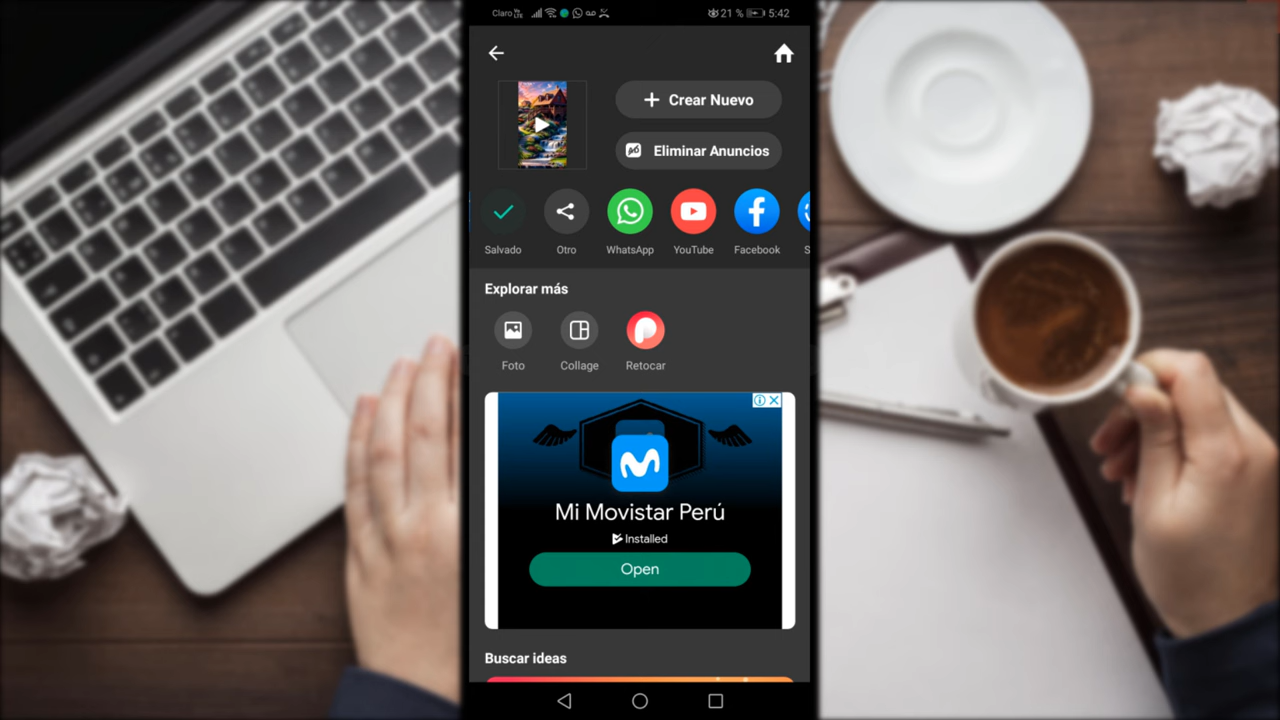 Claro 21 % 5:42
Crear Nuevo
Eliminar Anuncios
Salvado Otro WhatsApp YouTube Facebook S
Explorar más
Foto Collage Retocar
Mi Movistar Perú
Installed
Open
Buscar ideas